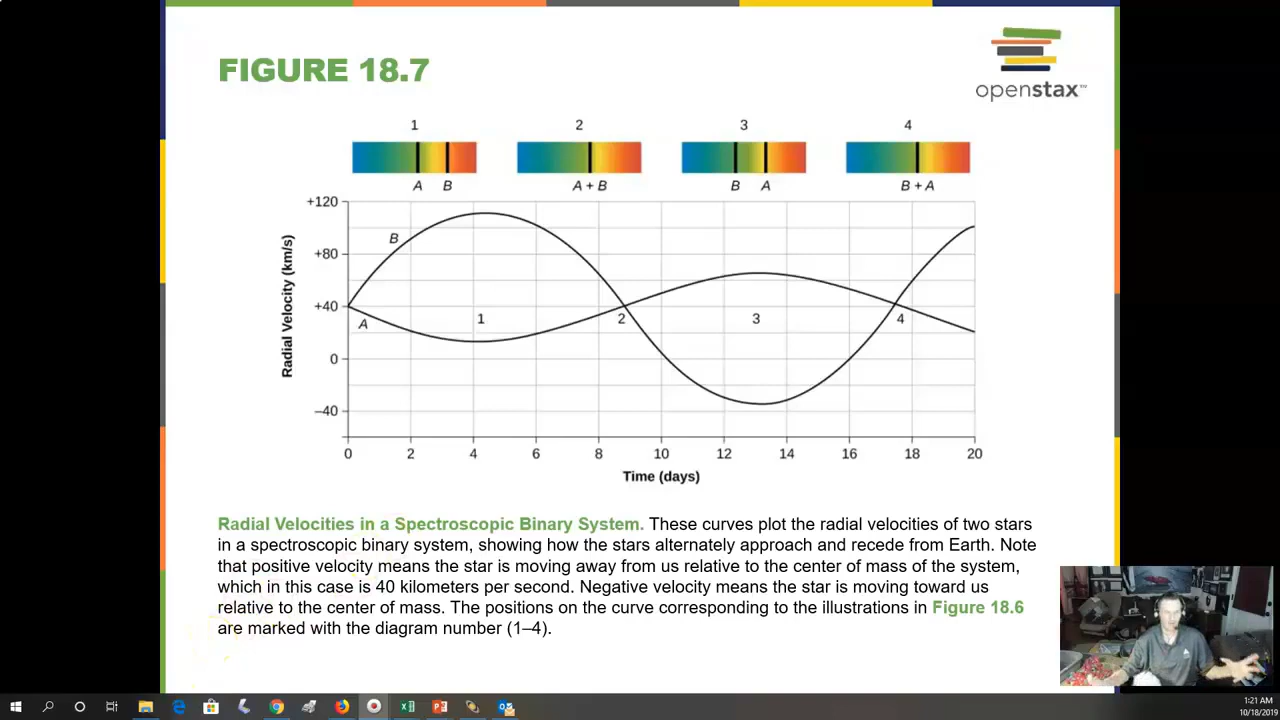 FIGURE 18.7
openstax™
1 2 3 4
A B A + B B A B + A
Radial Velocity (km/s)
+120
+80
+40
0
–40
B
A
1 2 3 4
0 2 4 6 8 10 12 14 16 18 20
Time (days)
Radial Velocities in a Spectroscopic Binary System. These curves plot the radial velocities of two stars
in a spectroscopic binary system, showing how the stars alternately approach and recede from Earth. Note
that positive velocity means the star is moving away from us relative to the center of mass of the system,
which in this case is 40 kilometers per second. Negative velocity means the star is moving toward us
relative to the center of mass. The positions on the curve corresponding to the illustrations in Figure 18.6
are marked with the diagram number (1–4).
1:21 AM
10/18/2019